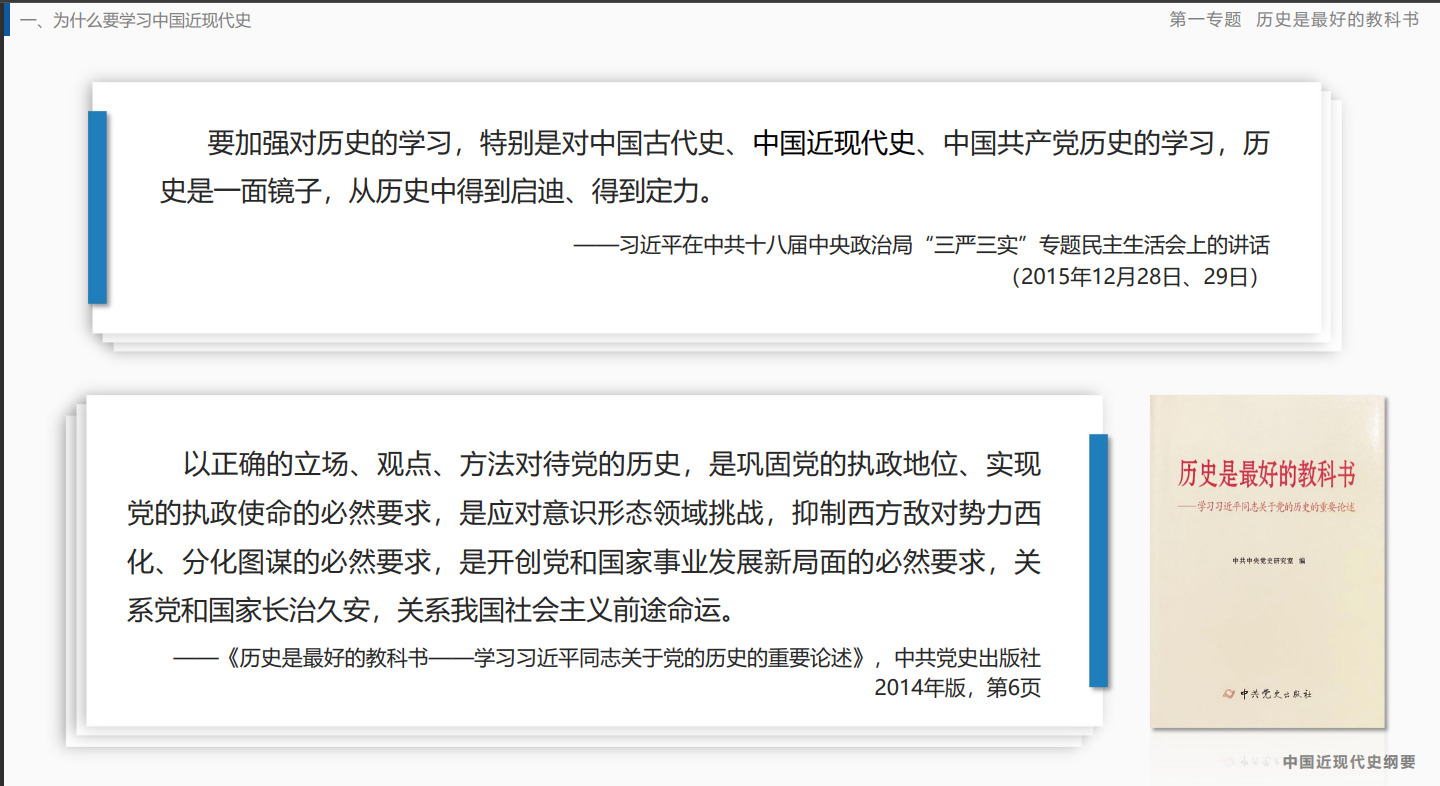 一、为什么要学习中国近现代史
第一专题 历史是最好的教科书
要加强对历史的学习，特别是对中国古代史、中国近现代史、中国共产党历史的学习，历
史是一面镜子，从历史中得到启迪、得到定力。
——习近平在中共十八届中央政治局“三严三实”专题民主生活会上的讲话
（2015年12月28日、29日）
以正确的立场、观点、方法对待党的历史，是巩固党的执政地位、实现
党的执政使命的必然要求，是应对意识形态领域挑战，抑制西方敌对势力西
化、分化图谋的必然要求，是开创党和国家事业发展新局面的必然要求，关
系党和国家长治久安，关系我国社会主义前途命运。
——《历史是最好的教科书——学习习近平同志关于党的历史的重要论述》，中共党史出版社
2014年版，第6页
历史是最好的教科书
——学习习近平同志关于党的历史的重要论述
中共中央党史研究室 编
中共党史出版社
中国近现代史纲要